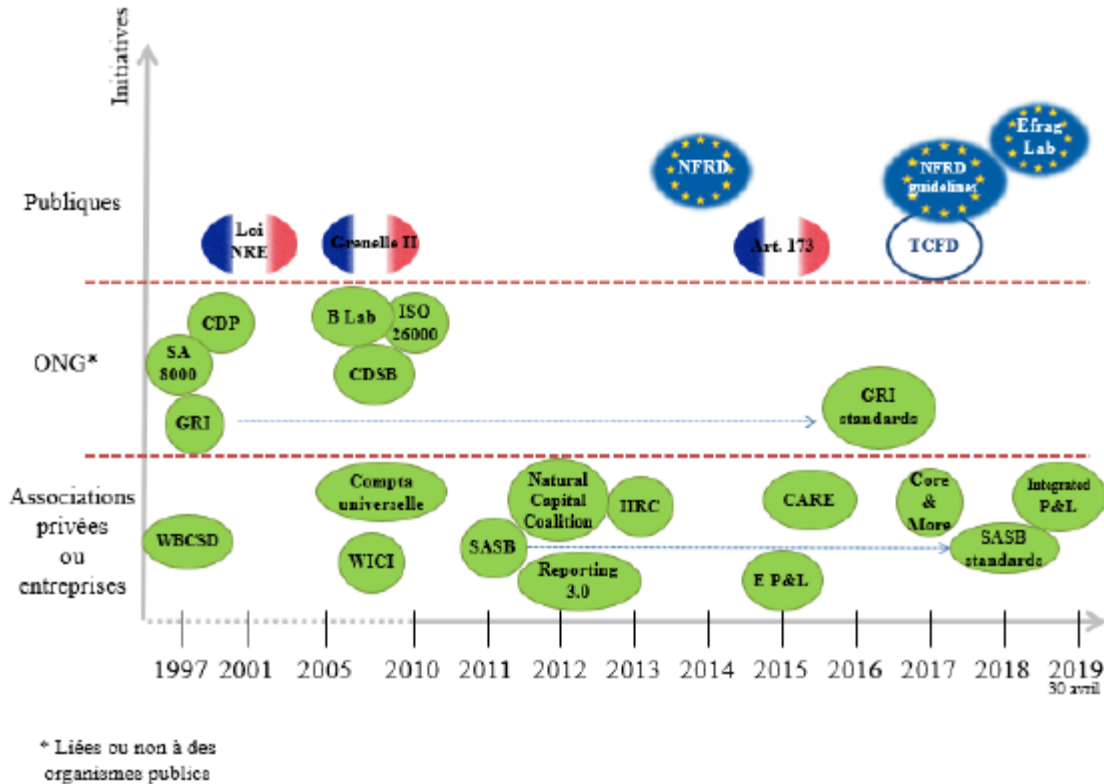 Initiatives
Efrag
Lab
NFRD
NFRD
guidelines
Publiques
Loi
NRE
Grenelle II
Art. 173
TCFD
CDP
B Lab
ISO
26000
SA
8000
ONG*
CDSB
GRI
GRI
standards
Associations
privées
ou
entreprises
Compta
universelle
Natural
Capital
Coalition
IIRC
CARE
Core
&
More
Integrated
P&L
WBCSD
WICI
SASB
SASB
standards
Reporting
3.0
E P&L
1997 2001 2005 2010 2011 2012 2013 2014 2015 2016 2017 2018 2019
30 avril
* Liées ou non à des
organismes publics